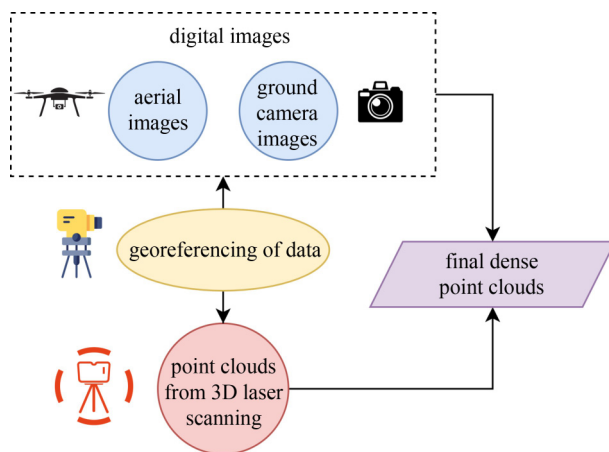 digital images
aerial
images
ground
camera
images
georeferencing of data
final dense
point clouds
point clouds
from 3D laser
scanning